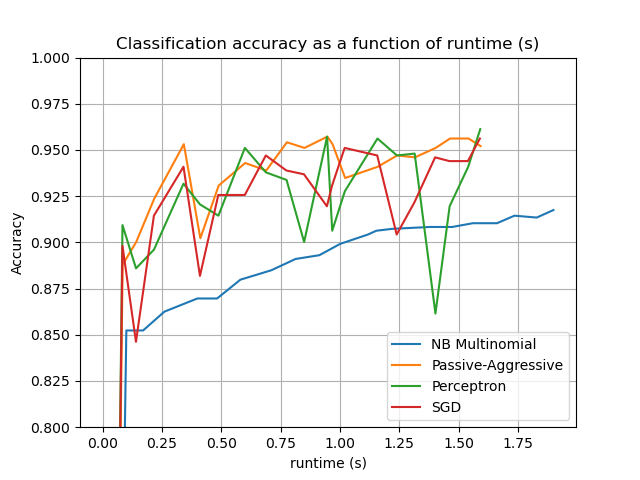 Classification accuracy as a function of runtime (s)
1.000
0.975
0.950
0.925
0.900
0.875
0.850
0.825
0.800
Accuracy
NB Multinomial
Passive-Aggressive
Perceptron
SGD
0.00 0.25 0.50 0.75 1.00 1.25 1.50 1.75
runtime (s)